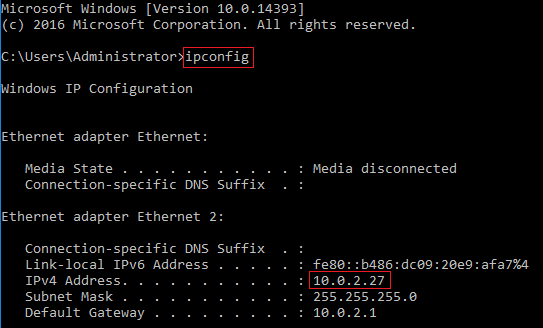 Microsoft Windows [Version 10.0.14393]
(c) 2016 Microsoft Corporation. All rights reserved.
C:\Users\Administrator>ipconfig
Windows IP Configuration
Ethernet adapter Ethernet:
Media State . . . . . . . . . . . : Media disconnected
Connection-specific DNS Suffix  . :
Ethernet adapter Ethernet 2:
Connection-specific DNS Suffix  . :
Link-local IPv6 Address . . . . . : fe80::b486:dc09:20e9:afa7%4
IPv4 Address. . . . . . . . . . . : 10.0.2.27
Subnet Mask . . . . . . . . . . . : 255.255.255.0
Default Gateway . . . . . . . . . : 10.0.2.1